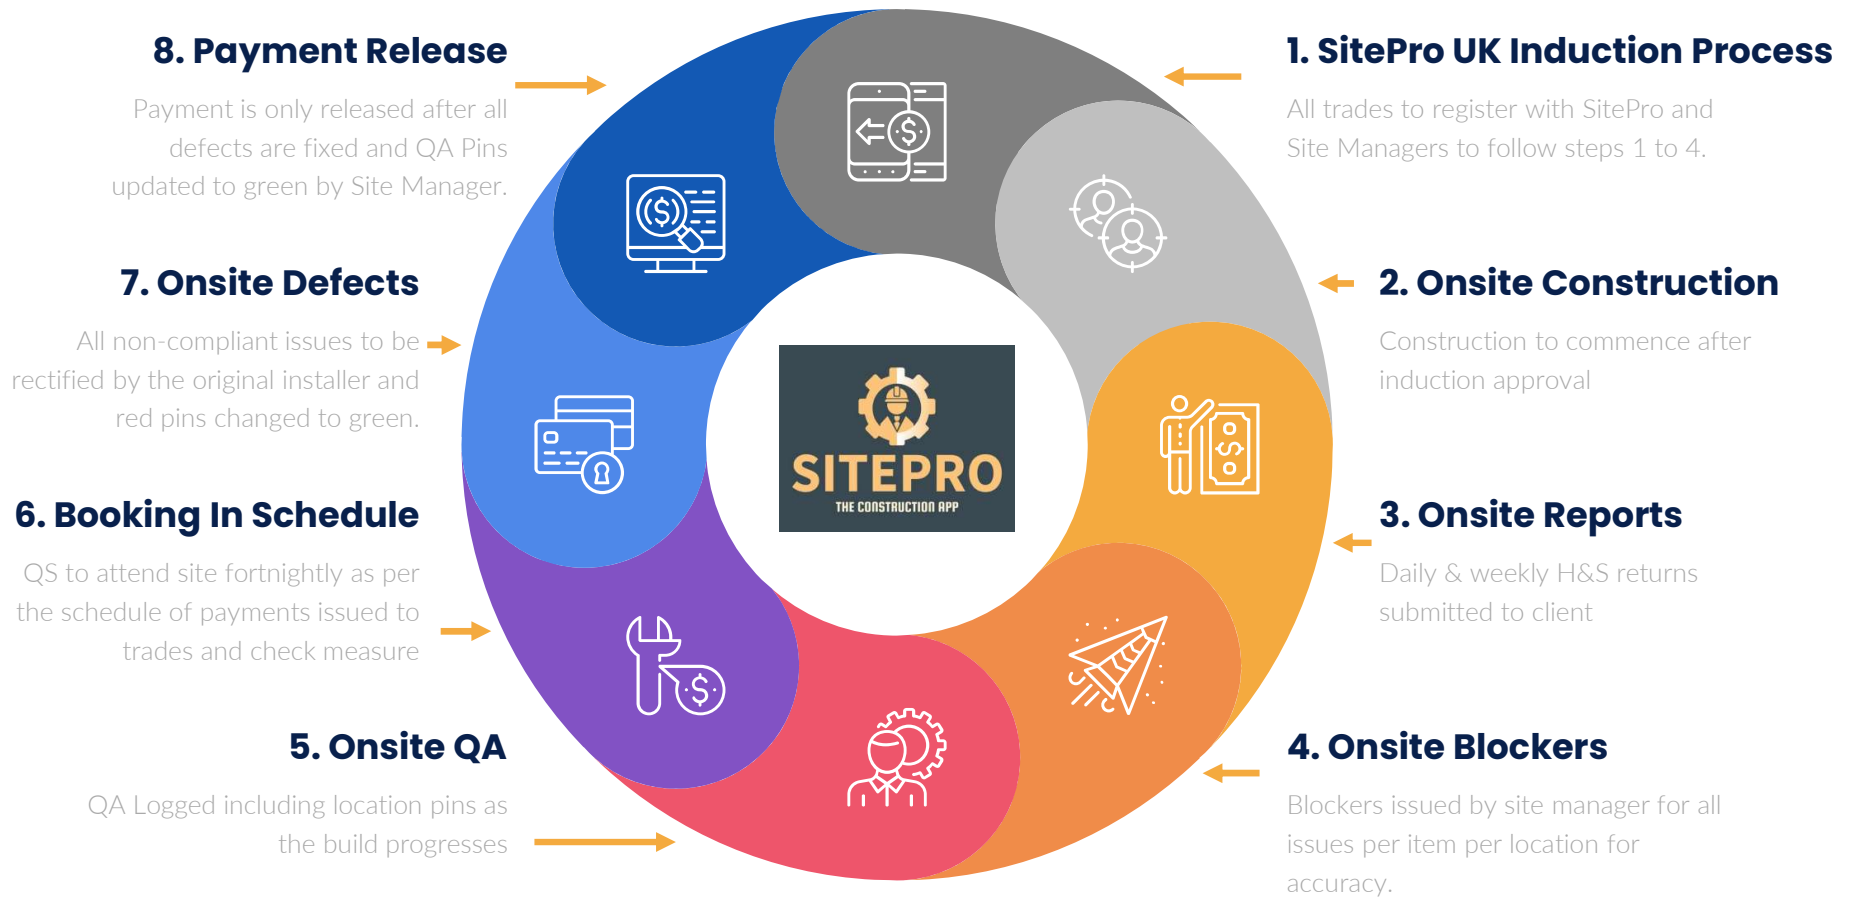 1. SitePro UK Induction Process
All trades to register with SitePro and
Site Managers to follow steps 1 to 4.
2. Onsite Construction
Construction to commence after
induction approval
3. Onsite Reports
Daily & weekly H&S returns
submitted to client
4. Onsite Blockers
Blockers issued by site manager for all
issues per item per location for
accuracy.
5. Onsite QA
QA Logged including location pins as
the build progresses
6. Booking In Schedule
QS to attend site fortnightly as per
the schedule of payments issued to
trades and check measure
7. Onsite Defects
All non-compliant issues to be
rectified by the original installer and
red pins changed to green.
8. Payment Release
Payment is only released after all
defects are fixed and QA Pins
updated to green by Site Manager.
SITEPRO
THE CONSTRUCTION APP